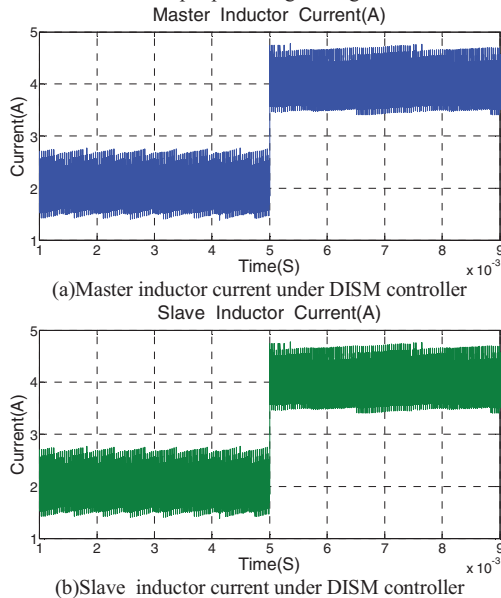 Master Inductor Current(A)
5
4
3
2
1
Current(A)
1 2 3 4 5 6 7 8 9
Time(S)
x 10⁻³
(a)Master inductor current under DISM controller
Slave Inductor Current(A)
5
4
3
2
1
Current(A)
1 2 3 4 5 6 7 8 9
Time(S)
x 10⁻³
(b)Slave inductor current under DISM controller